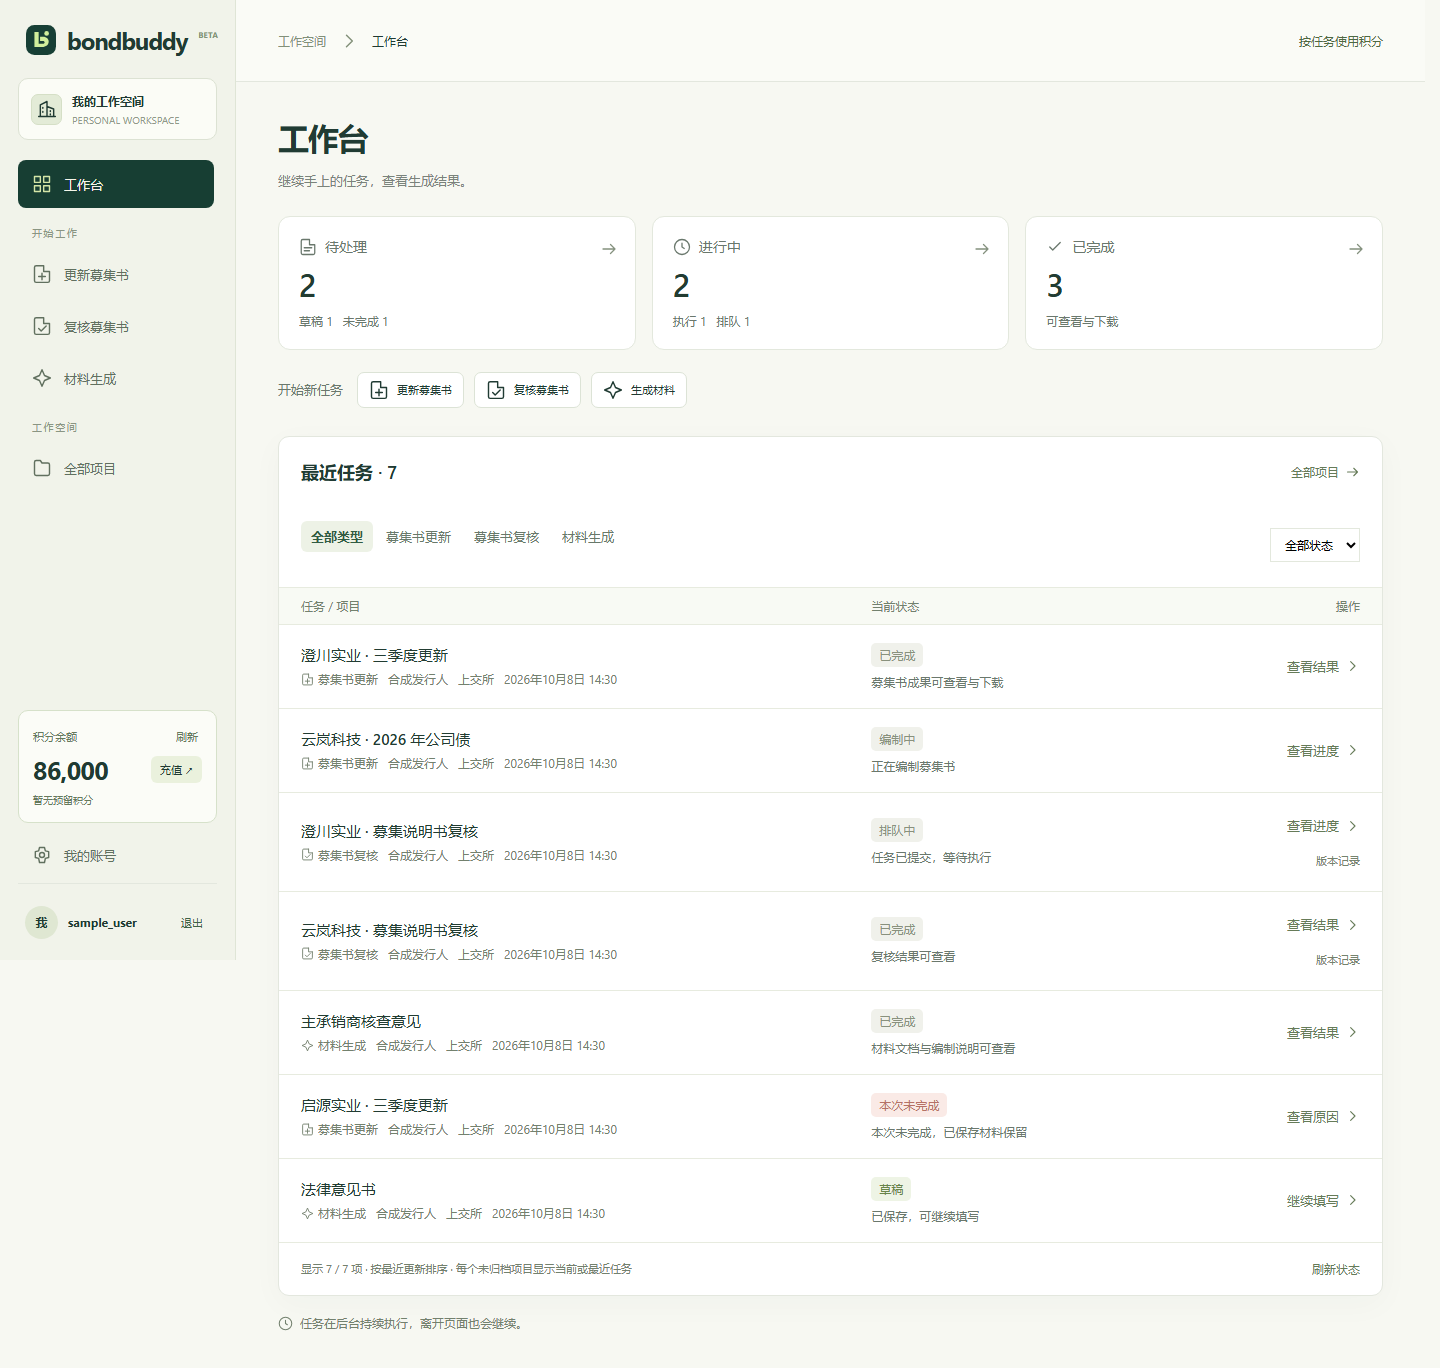 bondbuddy BETA
我的工作空间
PERSONAL WORKSPACE
工作台
开始工作
更新募集书
复核募集书
材料生成
工作空间
全部项目
积分余额 刷新
86,000 充值 ↗
暂无预留积分
我的账号
我 sample_user 退出
工作空间 > 工作台 按任务使用积分
工作台
继续手上的任务，查看生成结果。
待处理 →
2
草稿 1 未完成 1
进行中 →
2
执行 1 排队 1
已完成 →
3
可查看与下载
开始新任务 更新募集书 复核募集书 生成材料
最近任务 · 7 全部项目 →
全部类型 募集书更新 募集书复核 材料生成 全部状态
任务 / 项目 当前状态 操作
澄川实业 · 三季度更新 已完成 查看结果 >
募集书更新 合成发行人 上交所 2026年10月8日 14:30 募集书成果可查看与下载
云岚科技 · 2026 年公司债 编制中 查看进度 >
募集书更新 合成发行人 上交所 2026年10月8日 14:30 正在编制募集书
澄川实业 · 募集说明书复核 排队中 查看进度 >
募集书复核 合成发行人 上交所 2026年10月8日 14:30 任务已提交，等待执行 版本记录
云岚科技 · 募集说明书复核 已完成 查看结果 >
募集书复核 合成发行人 上交所 2026年10月8日 14:30 复核结果可查看 版本记录
主承销商核查意见 已完成 查看结果 >
材料生成 合成发行人 上交所 2026年10月8日 14:30 材料文档与编制说明可查看
启源实业 · 三季度更新 本次未完成 查看原因 >
募集书更新 合成发行人 上交所 2026年10月8日 14:30 本次未完成，已保存材料保留
法律意见书 草稿 继续填写 >
材料生成 合成发行人 上交所 2026年10月8日 14:30 已保存，可继续填写
显示 7 / 7 项 · 按最近更新排序 · 每个未归档项目显示当前或最近任务 刷新状态
任务在后台持续执行，离开页面也会继续。